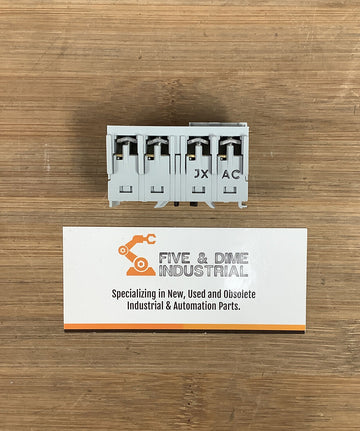 JX AC
FIVE & DIME
INDUSTRIAL
Specializing in New, Used and Obsolete
Industrial & Automation Parts.